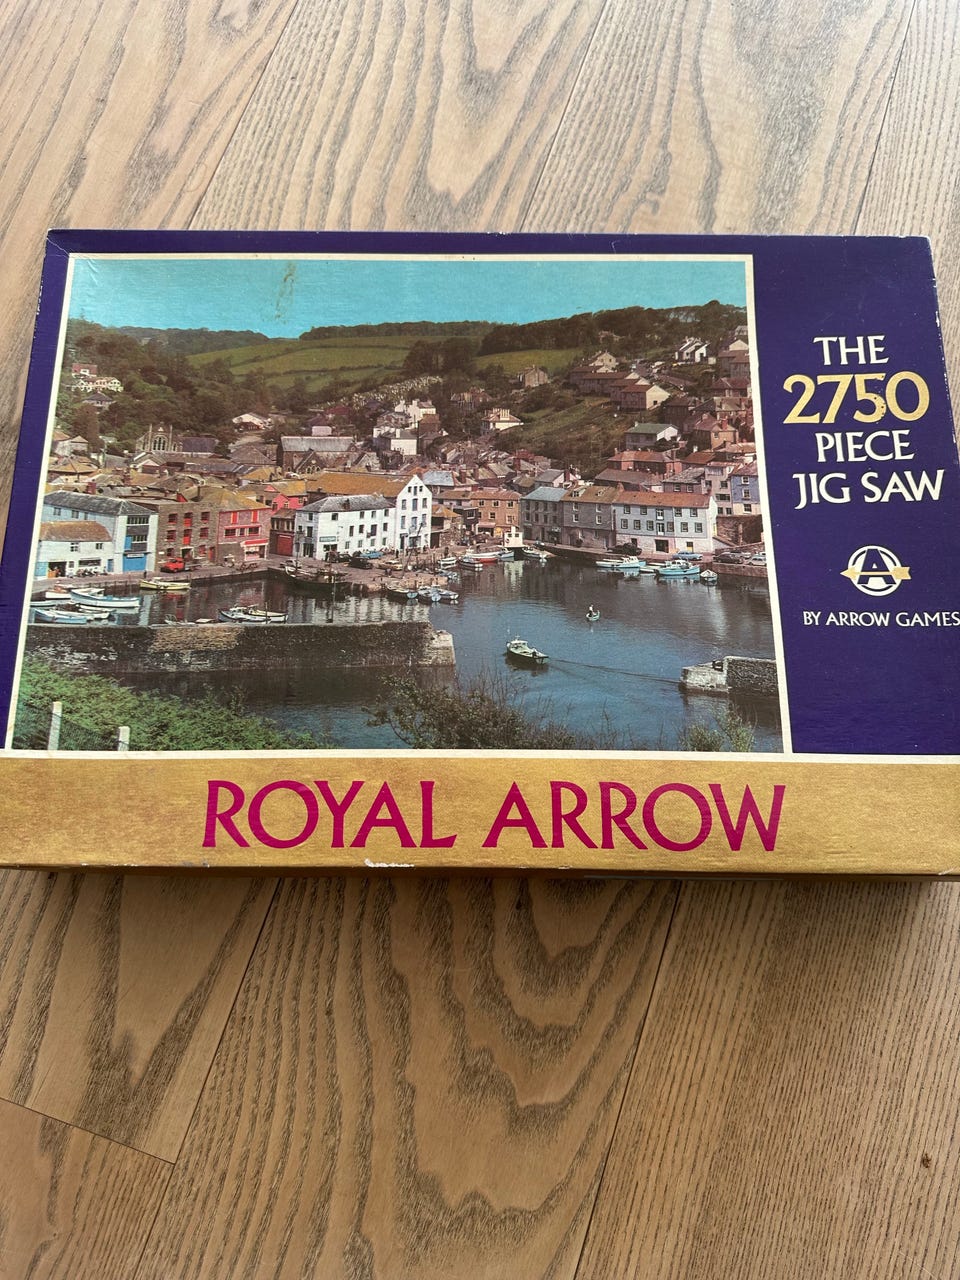 THE
2750
PIECE
JIG SAW
A
BY ARROW GAMES
ROYAL ARROW